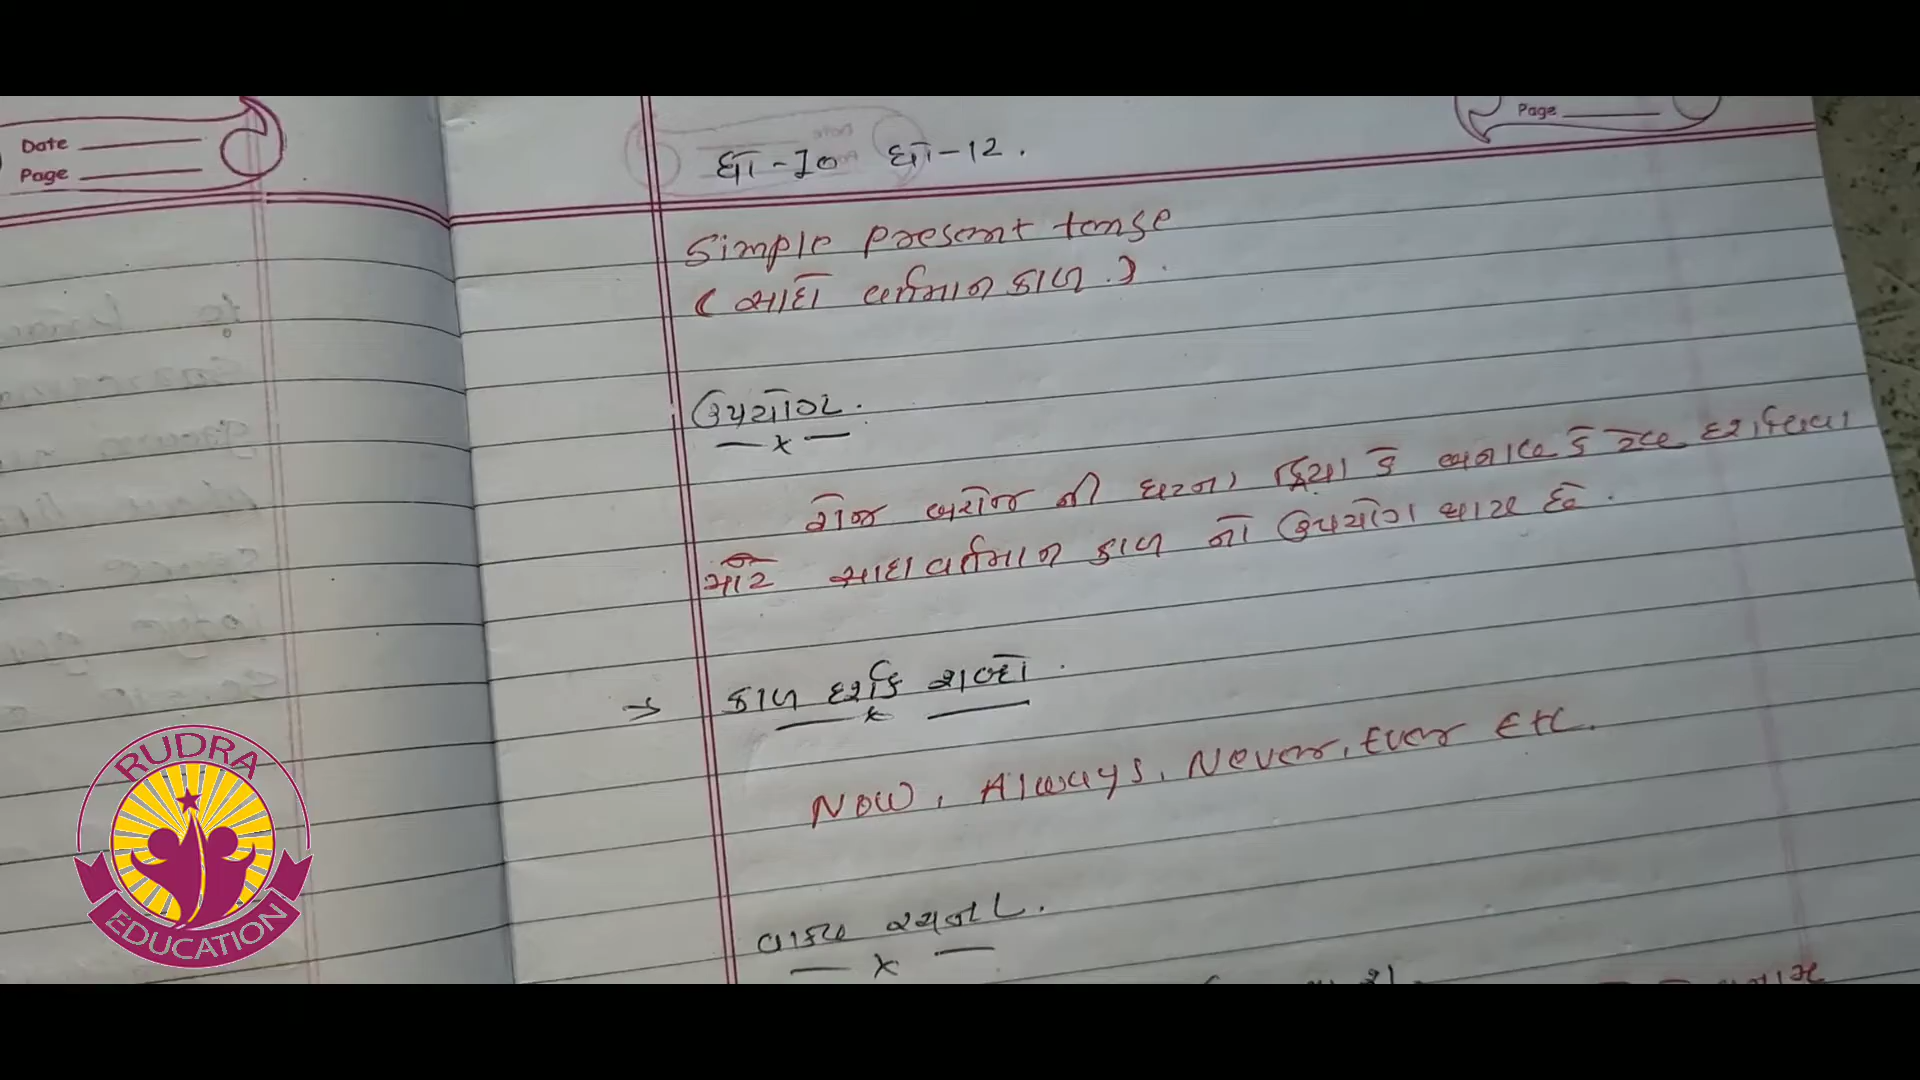 Date
Page
Page
ધો-10 ધો-12.
Simple present tense
(સાદો વર્તમાન કાળ.).
ઉપયોગ.
રોજ બરોજ ની ઘટના ક્રિયા કે બનાવ કે ટેવ દર્શાવવા
માટે સાદા વર્તમાન કાળ નો ઉપયોગ થાય છે.
→ કાળ દર્શક શબ્દો.
Now, Always, Never, Ever Etc.
વાક્ય રચના.
RUDRA
EDUCATION